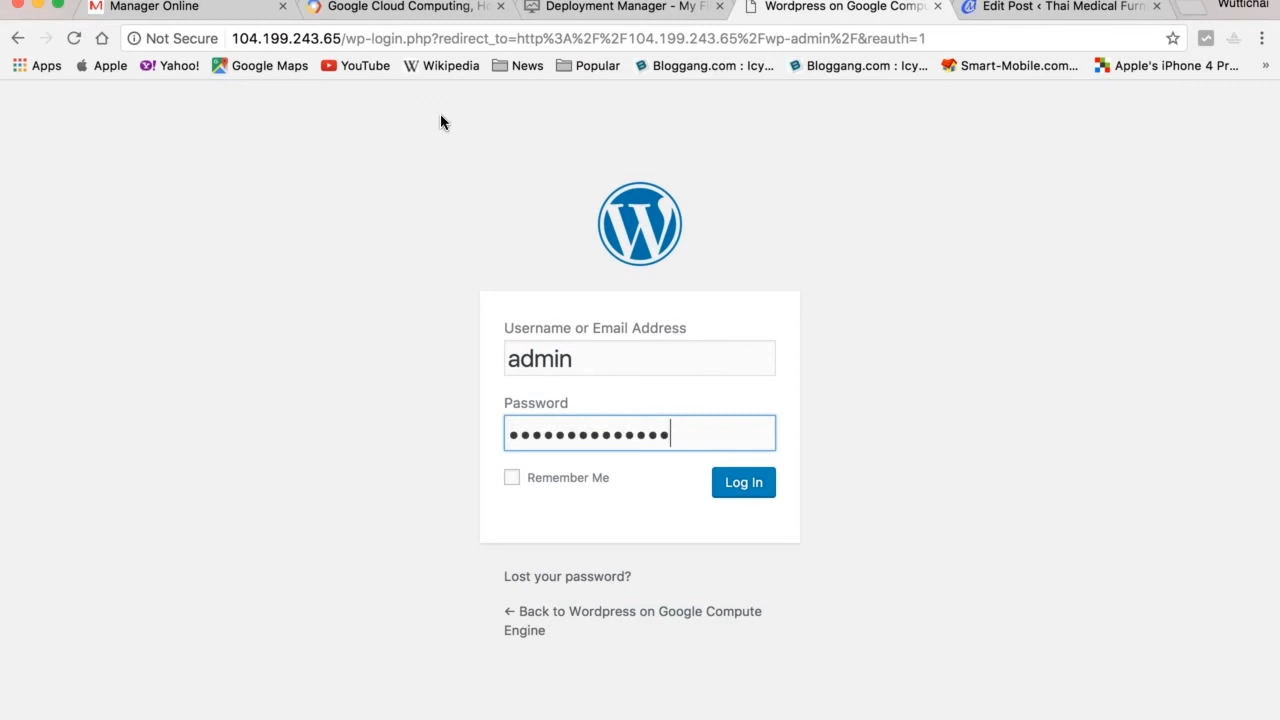 Manager Online
Google Cloud Computing, Ho
Deployment Manager - My Fi
Wordpress on Google Compu
Edit Post ‹ Thai Medical Furn
Wuttichai
Not Secure
104.199.243.65/wp-login.php?redirect_to=http%3A%2F%2F104.199.243.65%2Fwp-admin%2F&reauth=1
Apps
Apple
Yahoo!
Google Maps
YouTube
Wikipedia
News
Popular
Bloggang.com : Icy...
Bloggang.com : Icy...
Smart-Mobile.com...
Apple's iPhone 4 Pr...
»
Username or Email Address
admin
Password
Remember Me
Log In
Lost your password?
← Back to Wordpress on Google Compute
Engine